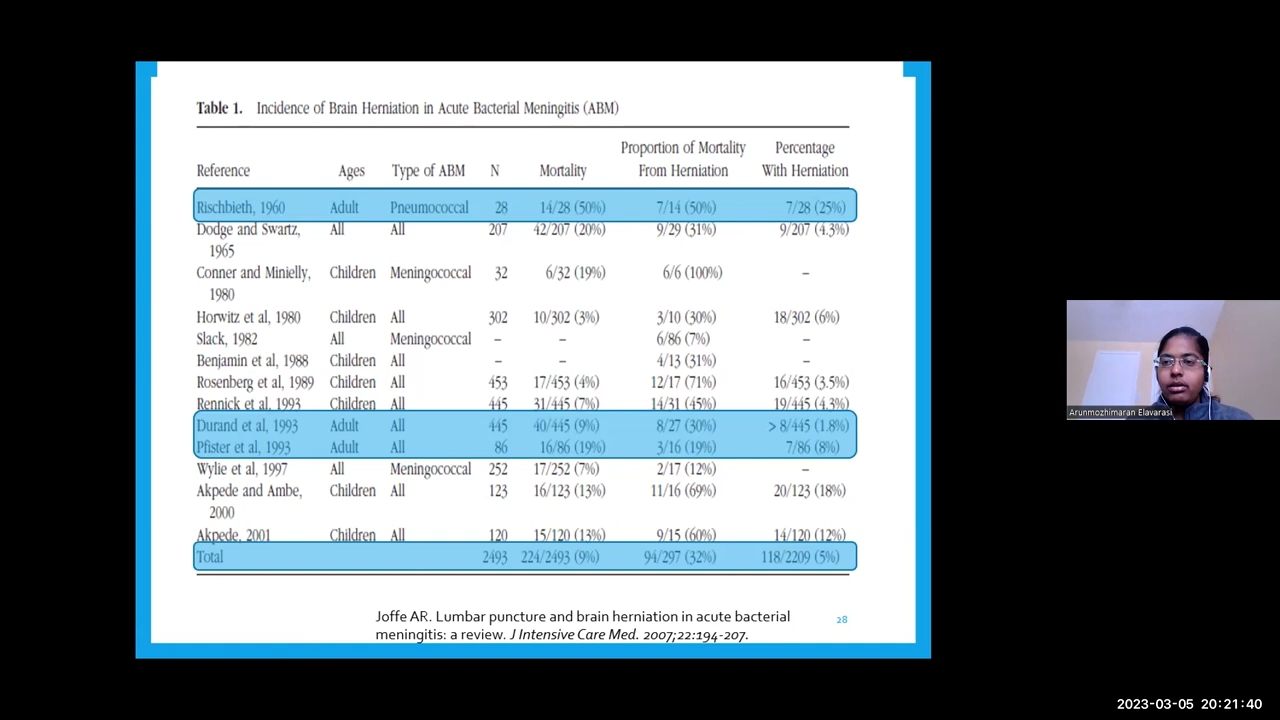 Table 1. Incidence of Brain Herniation in Acute Bacterial Meningitis (ABM)
Proportion of Mortality Percentage
Reference Ages Type of ABM N Mortality From Herniation With Herniation
Rischbieth, 1960 Adult Pneumococcal 28 14/28 (50%) 7/14 (50%) 7/28 (25%)
Dodge and Swartz, All All 207 42/207 (20%) 9/29 (31%) 9/207 (4.3%)
1965
Conner and Minielly, Children Meningococcal 32 6/32 (19%) 6/6 (100%) –
1980
Horwitz et al, 1980 Children All 302 10/302 (3%) 3/10 (30%) 18/302 (6%)
Slack, 1982 All Meningococcal – – 6/86 (7%) –
Benjamin et al, 1988 Children All – – 4/13 (31%) –
Rosenberg et al, 1989 Children All 453 17/453 (4%) 12/17 (71%) 16/453 (3.5%)
Rennick et al, 1993 Children All 445 31/445 (7%) 14/31 (45%) 19/445 (4.3%)
Durand et al, 1993 Adult All 445 40/445 (9%) 8/27 (30%) > 8/445 (1.8%)
Pfister et al, 1993 Adult All 86 16/86 (19%) 3/16 (19%) 7/86 (8%)
Wylie et al, 1997 All Meningococcal 252 17/252 (7%) 2/17 (12%) –
Akpede and Ambe, Children All 123 16/123 (13%) 11/16 (69%) 20/123 (18%)
2000
Akpede, 2001 Children All 120 15/120 (13%) 9/15 (60%) 14/120 (12%)
Total 2493 224/2493 (9%) 94/297 (32%) 118/2209 (5%)
Joffe AR. Lumbar puncture and brain herniation in acute bacterial
meningitis: a review. J Intensive Care Med. 2007;22:194-207.
28
Arunmozhimaran Elavarasi
2023-03-05 20:21:40